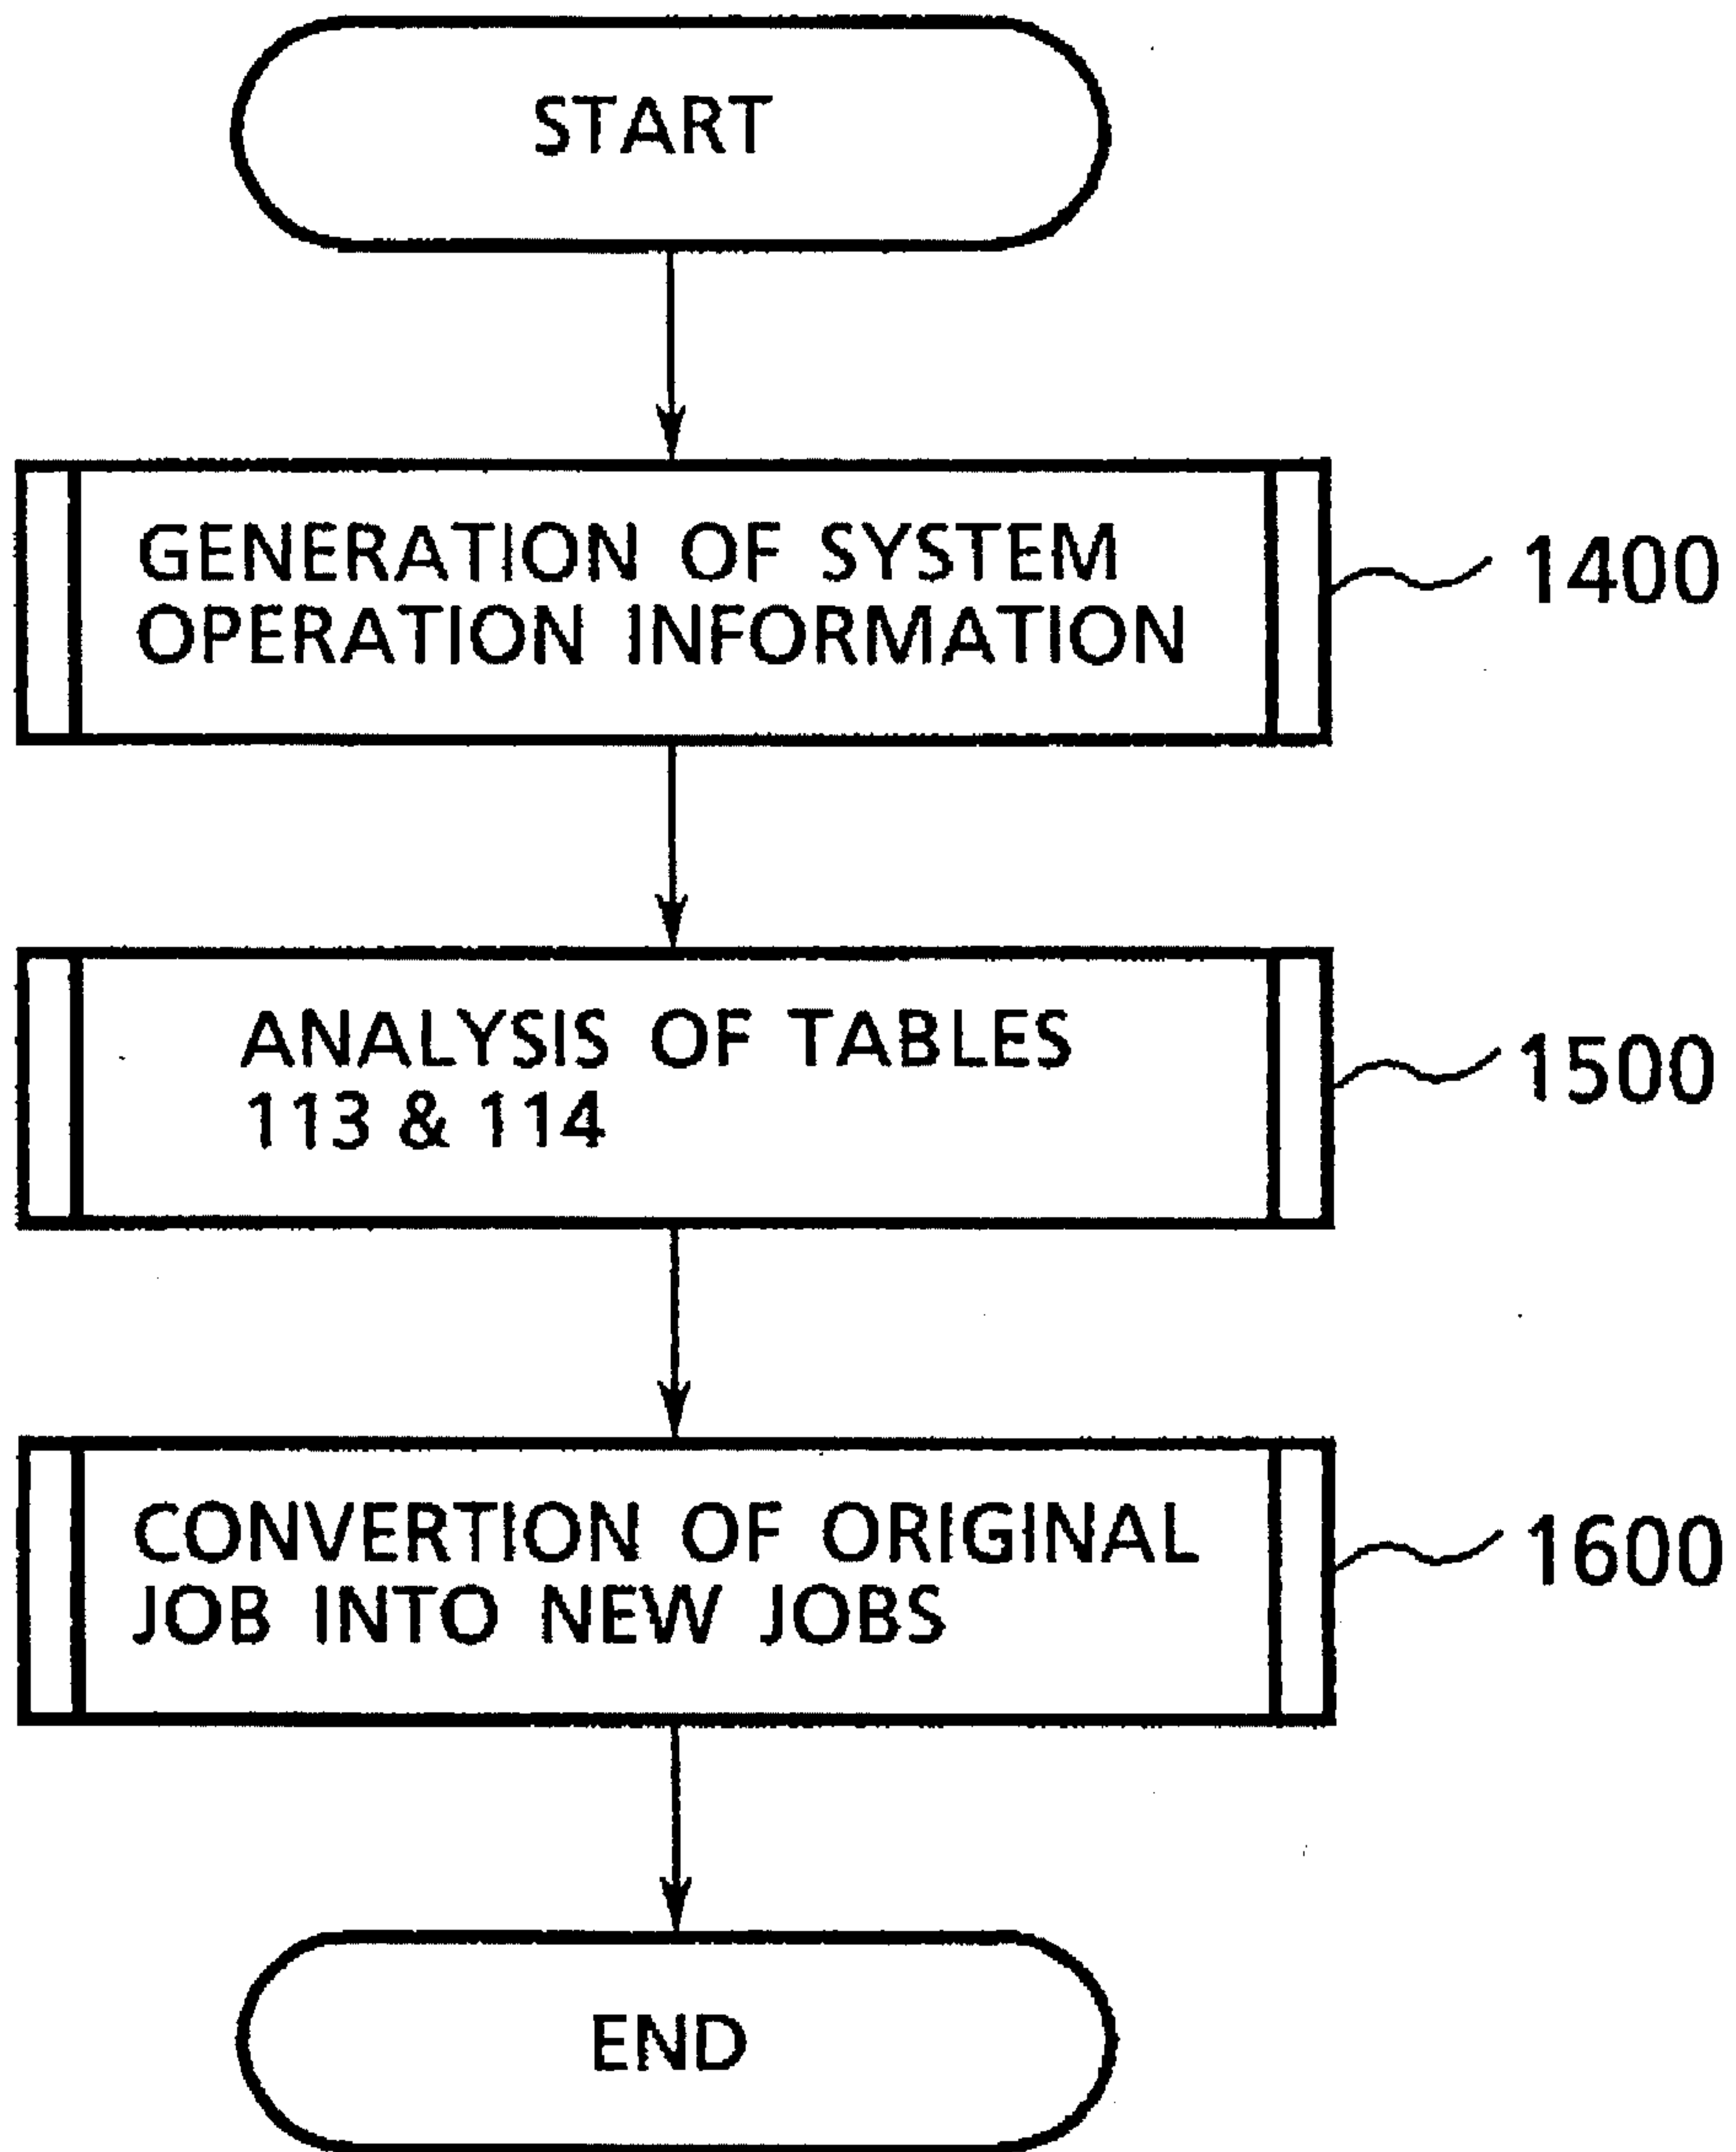 START
GENERATION OF SYSTEM
OPERATION INFORMATION
1400
ANALYSIS OF TABLES
113 & 114
1500
CONVERTION OF ORIGINAL
JOB INTO NEW JOBS
1600
END